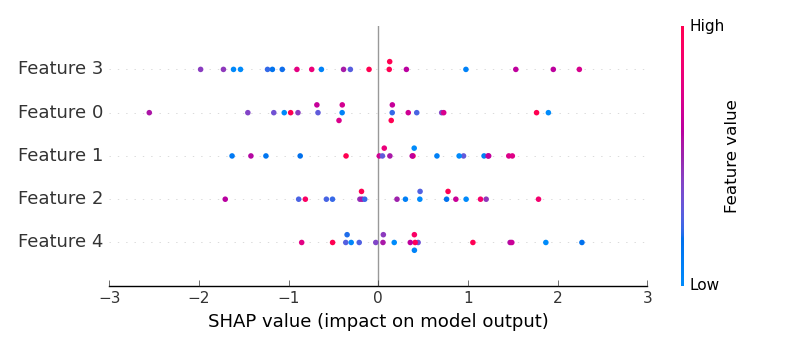 High
Feature 3
Feature 0
Feature 1
Feature 2
Feature 4
Feature value
Low
−3 −2 −1 0 1 2 3
SHAP value (impact on model output)